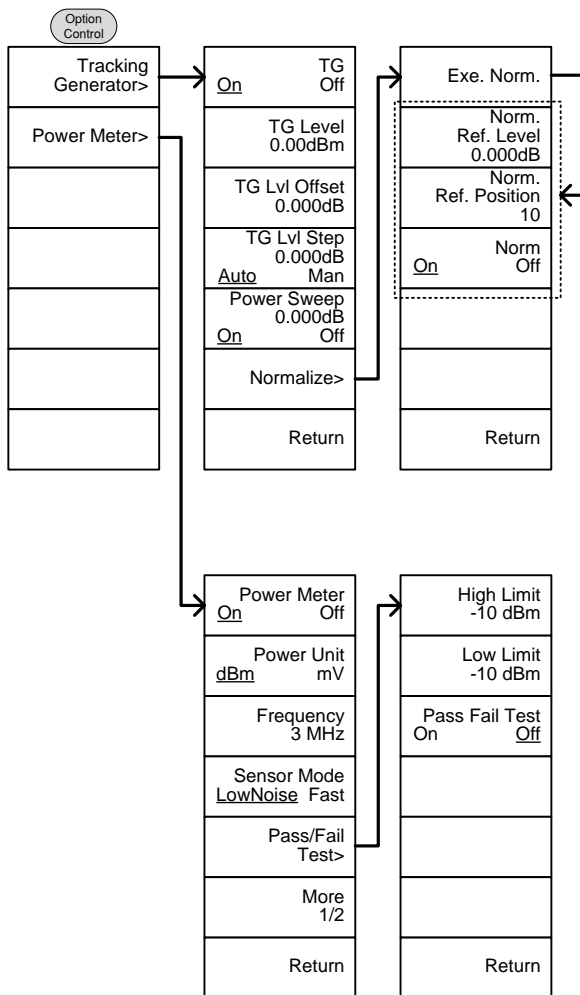 Option
Control
Tracking
Generator>
Power Meter>
TG
On Off
TG Level
0.00dBm
TG Lvl Offset
0.000dB
TG Lvl Step
0.000dB
Auto Man
Power Sweep
0.000dB
On Off
Normalize>
Return
Exe. Norm.
Norm.
Ref. Level
0.000dB
Norm.
Ref. Position
10
Norm
On Off
Return
Power Meter
On Off
Power Unit
dBm mV
Frequency
3 MHz
Sensor Mode
LowNoise Fast
Pass/Fail
Test>
More
1/2
Return
High Limit
-10 dBm
Low Limit
-10 dBm
Pass Fail Test
On Off
Return